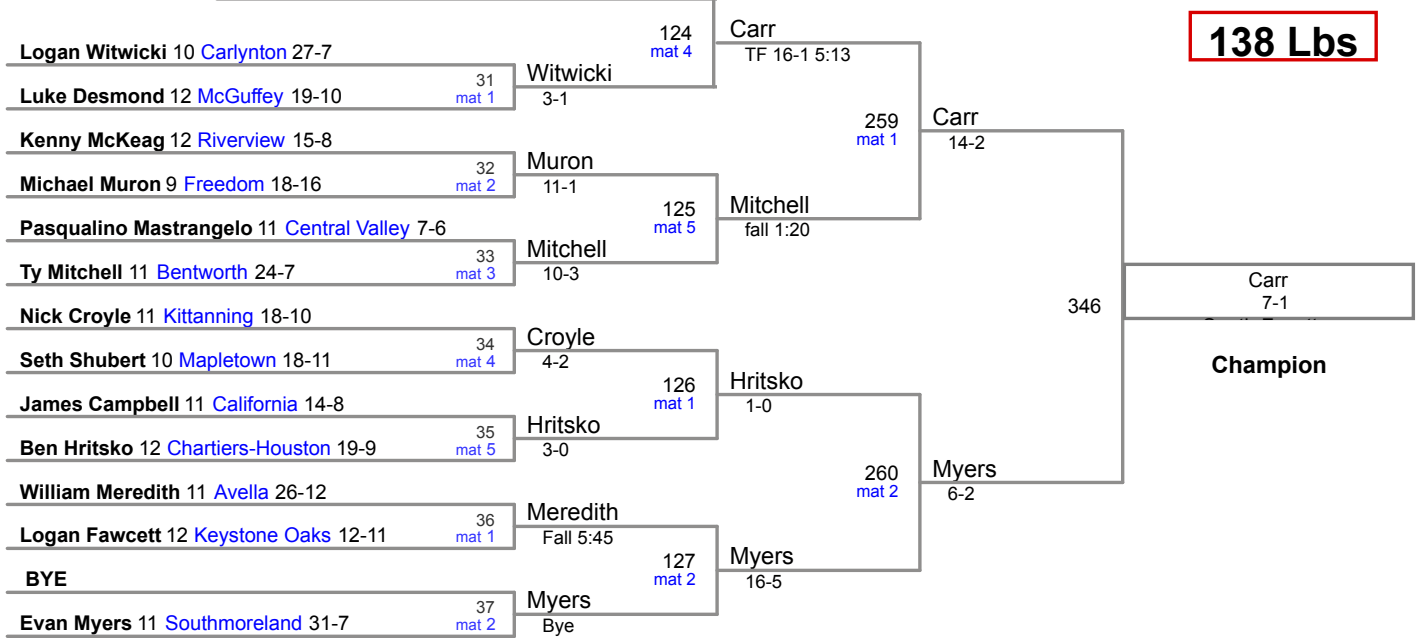 138 Lbs
Logan Witwicki 10 Carlynton 27-7
Luke Desmond 12 McGuffey 19-10
Kenny McKeag 12 Riverview 15-8
Michael Muron 9 Freedom 18-16
Pasqualino Mastrangelo 11 Central Valley 7-6
Ty Mitchell 11 Bentworth 24-7
Nick Croyle 11 Kittanning 18-10
Seth Shubert 10 Mapletown 18-11
James Campbell 11 California 14-8
Ben Hritsko 12 Chartiers-Houston 19-9
William Meredith 11 Avella 26-12
Logan Fawcett 12 Keystone Oaks 12-11
BYE
Evan Myers 11 Southmoreland 31-7
31
mat 1
32
mat 2
33
mat 3
34
mat 4
35
mat 5
36
mat 1
37
mat 2
Witwicki
3-1
Muron
11-1
Mitchell
10-3
Croyle
4-2
Hritsko
3-0
Meredith
Fall 5:45
Myers
Bye
124
mat 4
125
mat 5
126
mat 1
127
mat 2
Carr
TF 16-1 5:13
Mitchell
fall 1:20
Hritsko
1-0
Myers
16-5
259
mat 1
260
mat 2
Carr
14-2
Myers
6-2
346
Carr
7-1
Champion